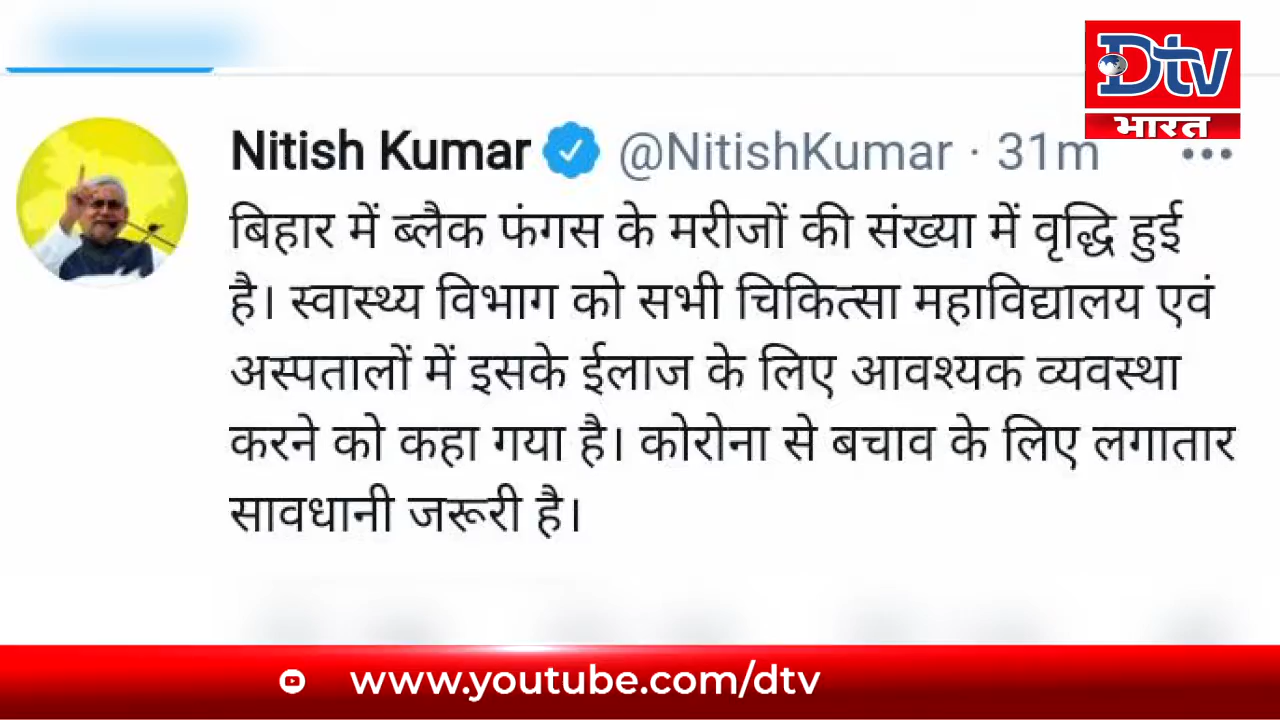 Dtv
भारत
Nitish Kumar @NitishKumar · 31m
बिहार में ब्लैक फंगस के मरीजों की संख्या में वृद्धि हुई
है। स्वास्थ्य विभाग को सभी चिकित्सा महाविद्यालय एवं
अस्पतालों में इसके ईलाज के लिए आवश्यक व्यवस्था
करने को कहा गया है। कोरोना से बचाव के लिए लगातार
सावधानी जरूरी है।
www.youtube.com/dtv